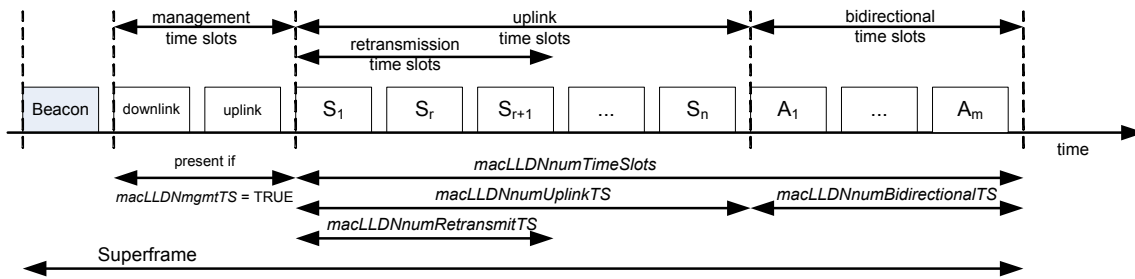 management
time slots
uplink
time slots
bidirectional
time slots
retransmission
time slots
Beacon
downlink
uplink
S1
Sr
Sr+1
...
Sn
A1
...
Am
time
present if
macLLDNmgmtTS = TRUE
macLLDNnumTimeSlots
macLLDNnumUplinkTS
macLLDNnumBidirectionalTS
macLLDNnumRetransmitTS
Superframe